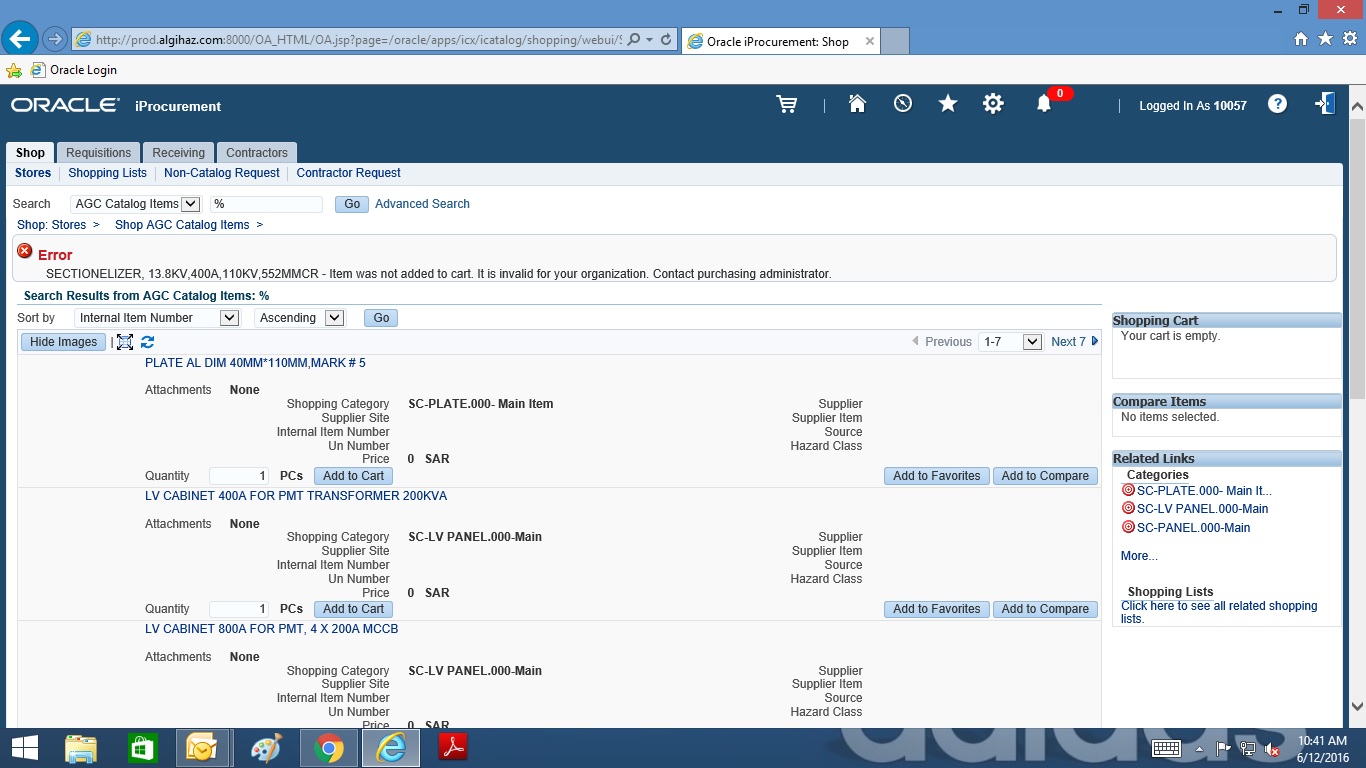 http://prod.algihaz.com:8000/OA_HTML/OA.jsp?page=/oracle/apps/icx/icatalog/shopping/webui/
Oracle iProcurement: Shop
Oracle Login
ORACLE iProcurement
0
Logged In As 10057
Shop Requisitions Receiving Contractors
Stores Shopping Lists Non-Catalog Request Contractor Request
Search AGC Catalog Items % Go Advanced Search
Shop: Stores > Shop AGC Catalog Items >
Error
SECTIONELIZER, 13.8KV,400A,110KV,552MMCR - Item was not added to cart. It is invalid for your organization. Contact purchasing administrator.
Search Results from AGC Catalog Items: %
Sort by Internal Item Number Ascending Go
Hide Images Previous 1-7 Next 7
PLATE AL DIM 40MM*110MM,MARK # 5
Attachments None
Shopping Category SC-PLATE.000- Main Item Supplier
Supplier Site Supplier Item
Internal Item Number Source
Un Number Hazard Class
Price 0 SAR
Quantity 1 PCs Add to Cart Add to Favorites Add to Compare
LV CABINET 400A FOR PMT TRANSFORMER 200KVA
Attachments None
Shopping Category SC-LV PANEL.000-Main Supplier
Supplier Site Supplier Item
Internal Item Number Source
Un Number Hazard Class
Price 0 SAR
Quantity 1 PCs Add to Cart Add to Favorites Add to Compare
LV CABINET 800A FOR PMT, 4 X 200A MCCB
Attachments None
Shopping Category SC-LV PANEL.000-Main Supplier
Supplier Site Supplier Item
Internal Item Number Source
Un Number Hazard Class
Price 0 SAR
Shopping Cart
Your cart is empty.
Compare Items
No items selected.
Related Links
Categories
SC-PLATE.000- Main It...
SC-LV PANEL.000-Main
SC-PANEL.000-Main
More...
Shopping Lists
Click here to see all related shopping
lists.
adidas
10:41 AM
6/12/2016